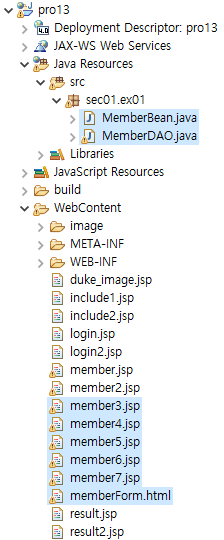 pro13
Deployment Descriptor: pro13
JAX-WS Web Services
Java Resources
src
sec01.ex01
MemberBean.java
MemberDAO.java
Libraries
JavaScript Resources
build
WebContent
image
META-INF
WEB-INF
duke_image.jsp
include1.jsp
include2.jsp
login.jsp
login2.jsp
member.jsp
member2.jsp
member3.jsp
member4.jsp
member5.jsp
member6.jsp
member7.jsp
memberForm.html
result.jsp
result2.jsp